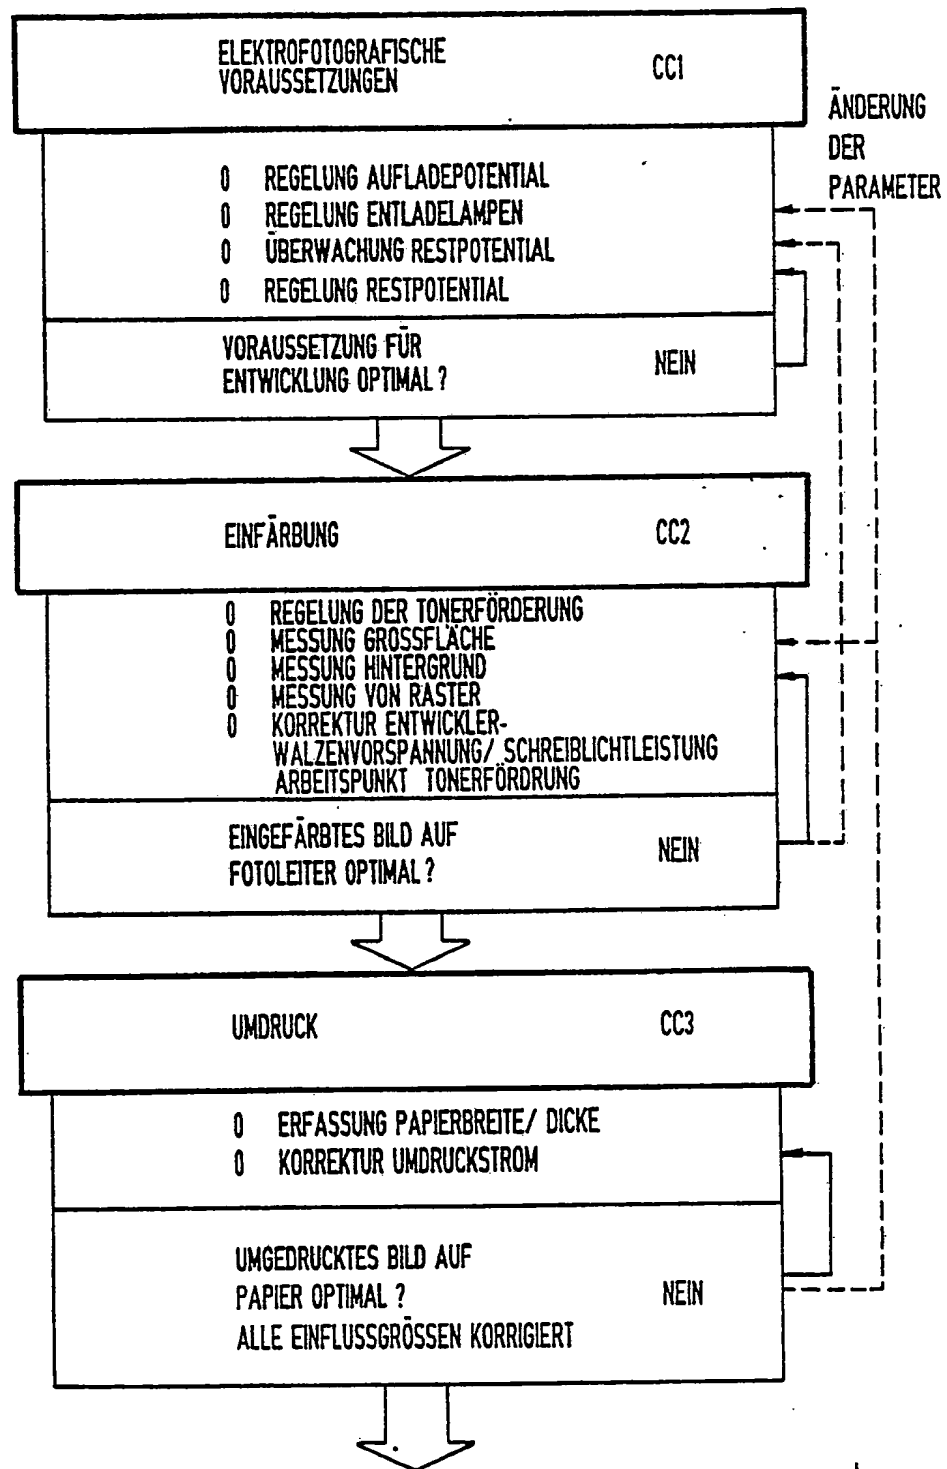 ELEKTROFOTOGRAFISCHE
VORAUSSETZUNGEN
CC1
ÄNDERUNG
DER
PARAMETER
0 REGELUNG AUFLADEPOTENTIAL
0 REGELUNG ENTLADELAMPEN
0 ÜBERWACHUNG RESTPOTENTIAL
0 REGELUNG RESTPOTENTIAL
VORAUSSETZUNG FÜR
ENTWICKLUNG OPTIMAL ?
NEIN
EINFÄRBUNG
CC2
0 REGELUNG DER TONERFÖRDERUNG
0 MESSUNG GROSSFLÄCHE
0 MESSUNG HINTERGRUND
0 MESSUNG VON RASTER
0 KORREKTUR ENTWICKLER-
WALZENVORSPANNUNG/ SCHREIBLICHTLEISTUNG
ARBEITSPUNKT TONERFÖRDRUNG
EINGEFÄRBTES BILD AUF
FOTOLEITER OPTIMAL ?
NEIN
UMDRUCK
CC3
0 ERFASSUNG PAPIERBREITE/ DICKE
0 KORREKTUR UMDRUCKSTROM
UMGEDRUCKTES BILD AUF
PAPIER OPTIMAL ?
NEIN
ALLE EINFLUSSGRÖSSEN KORRIGIERT